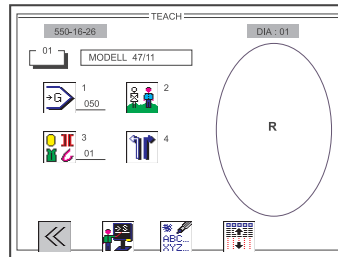 TEACH
550-16-26
DIA : 01
01
MODELL 47/11
1
G
050
2
3
01
4
R
S
ABC...
XYZ...